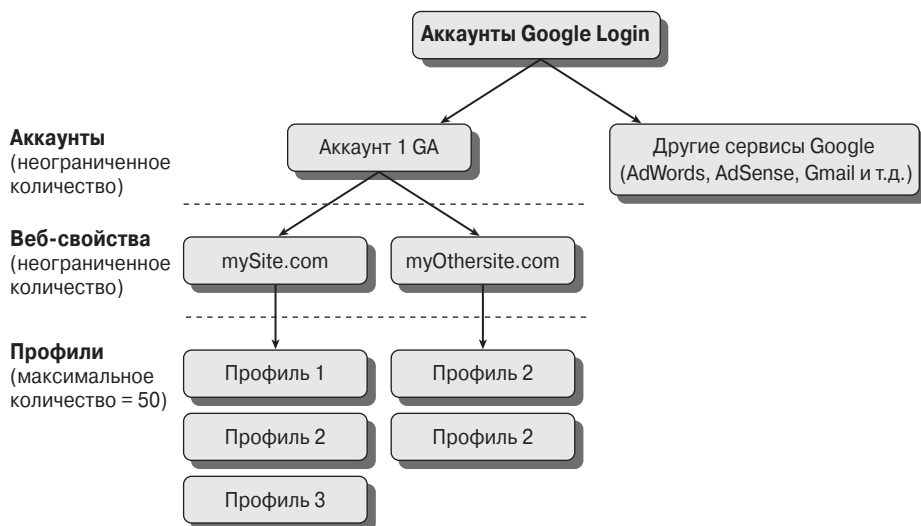 Аккаунты Google Login
Аккаунты
(неограниченное
количество)
Аккаунт 1 GA
Другие сервисы Google
(AdWords, AdSense, Gmail и т.д.)
Веб-свойства
(неограниченное
количество)
mySite.com
myOthersite.com
Профили
(максимальное
количество = 50)
Профиль 1
Профиль 2
Профиль 2
Профиль 2
Профиль 3